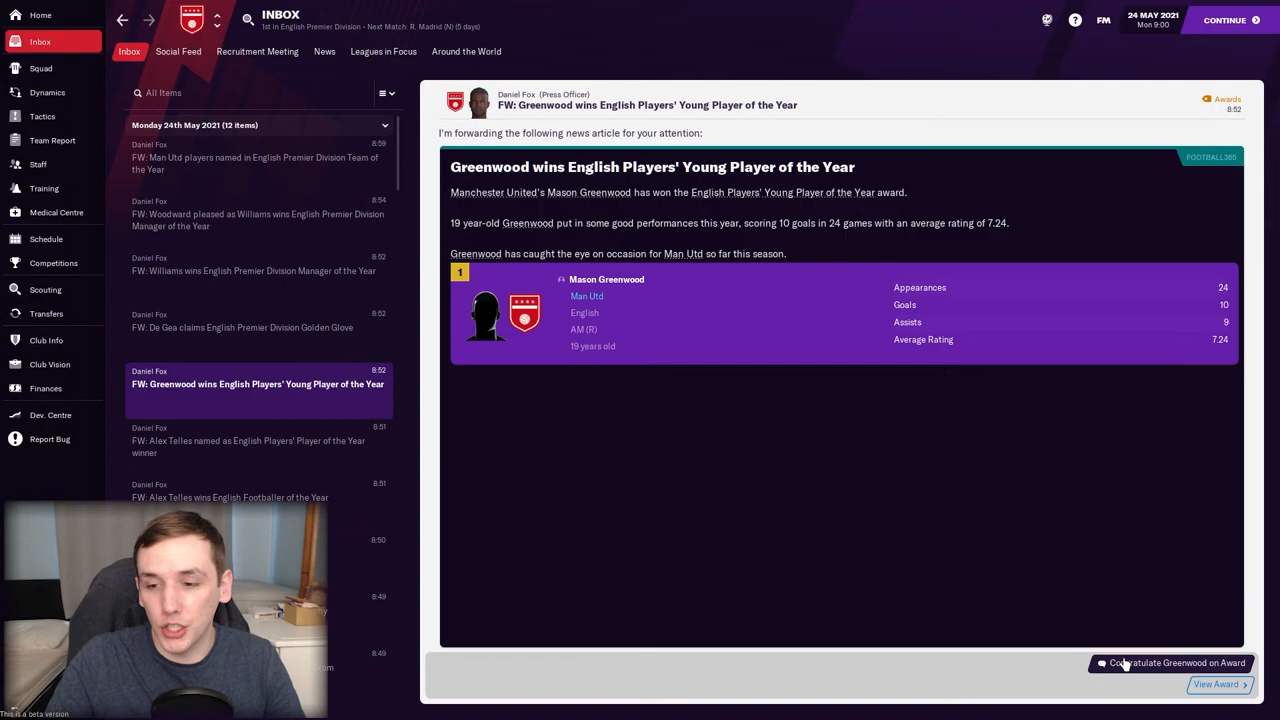 Home
Inbox
Squad
Dynamics
Tactics
Team Report
Staff
Training
Medical Centre
Schedule
Competitions
Scouting
Transfers
Club Info
Club Vision
Finances
Dev. Centre
Report Bug
This is a beta version
INBOX
1st in English Premier Division - Next Match: R. Madrid (N) (5 days)
FM
24 MAY 2021
Mon 9:00
CONTINUE
Inbox Social Feed Recruitment Meeting News Leagues in Focus Around the World
All Items
Monday 24th May 2021 (12 items)
Daniel Fox 8:59
FW: Man Utd players named in English Premier Division Team of
the Year
Daniel Fox 8:54
FW: Woodward pleased as Williams wins English Premier Division
Manager of the Year
Daniel Fox 8:52
FW: Williams wins English Premier Division Manager of the Year
Daniel Fox 8:52
FW: De Gea claims English Premier Division Golden Glove
Daniel Fox 8:52
FW: Greenwood wins English Players' Young Player of the Year
Daniel Fox 8:51
FW: Alex Telles named as English Players' Player of the Year
winner
Daniel Fox 8:51
FW: Alex Telles wins English Footballer of the Year
8:50
8:49
8:49
Daniel Fox (Press Officer)
FW: Greenwood wins English Players' Young Player of the Year
Awards
8:52
I'm forwarding the following news article for your attention:
FOOTBALL365
Greenwood wins English Players' Young Player of the Year
Manchester United's Mason Greenwood has won the English Players' Young Player of the Year award.
19 year-old Greenwood put in some good performances this year, scoring 10 goals in 24 games with an average rating of 7.24.
Greenwood has caught the eye on occasion for Man Utd so far this season.
1
Mason Greenwood
Man Utd
English
AM (R)
19 years old
Appearances 24
Goals 10
Assists 9
Average Rating 7.24
Congratulate Greenwood on Award
View Award